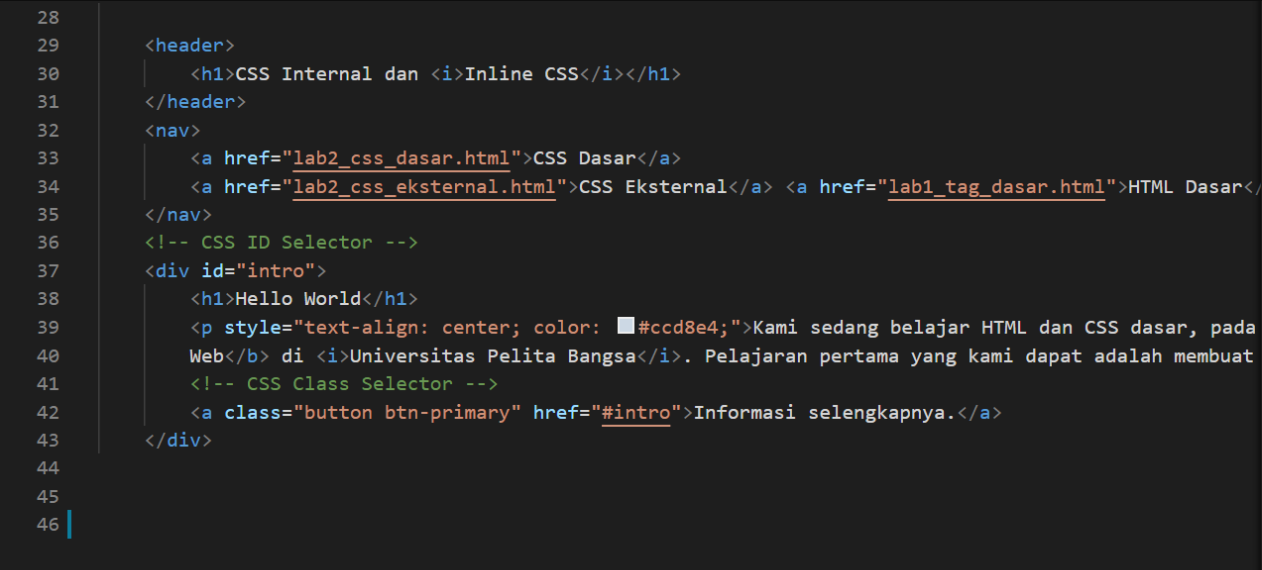 28
29 <header>
30 <h1>CSS Internal dan <i>Inline CSS</i></h1>
31 </header>
32 <nav>
33 <a href="lab2_css_dasar.html">CSS Dasar</a>
34 <a href="lab2_css_eksternal.html">CSS Eksternal</a> <a href="lab1_tag_dasar.html">HTML Dasar</
35 </nav>
36 <!-- CSS ID Selector -->
37 <div id="intro">
38 <h1>Hello World</h1>
39 <p style="text-align: center; color: #ccd8e4;">Kami sedang belajar HTML dan CSS dasar, pada
40 Web</b> di <i>Universitas Pelita Bangsa</i>. Pelajaran pertama yang kami dapat adalah membuat
41 <!-- CSS Class Selector -->
42 <a class="button btn-primary" href="#intro">Informasi selengkapnya.</a>
43 </div>
44
45
46